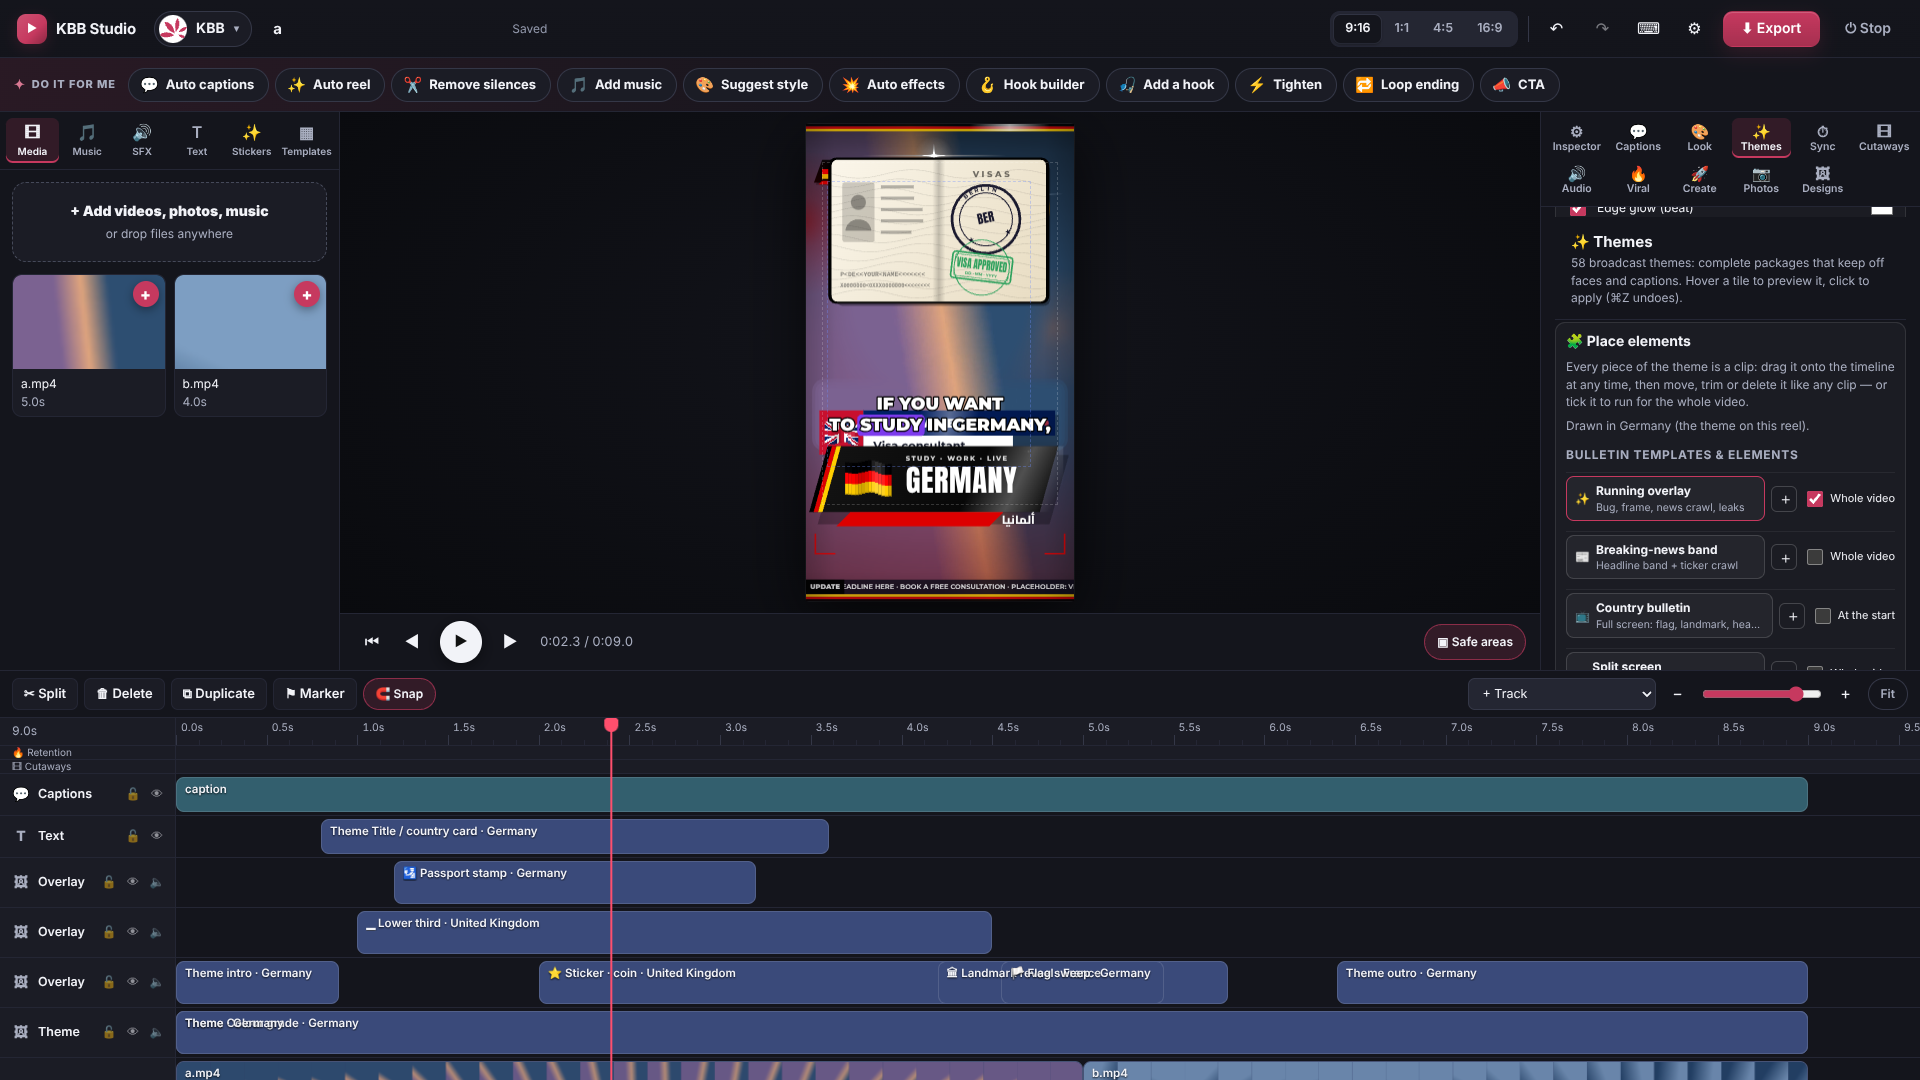 KBB Studio
KBB
a
Saved
9:16
1:1
4:5
16:9
Export
Stop
DO IT FOR ME
Auto captions
Auto reel
Remove silences
Add music
Suggest style
Auto effects
Hook builder
Add a hook
Tighten
Loop ending
CTA
Media
Music
SFX
T
Text
Stickers
Templates
+ Add videos, photos, music
or drop files anywhere
a.mp4
5.0s
b.mp4
4.0s
VISAS
BERLIN
BER
VISA APPROVED
P<DE<<YOUR<NAME<<<<<<<
IF YOU WANT
TO STUDY IN GERMANY,
Visa consultant
STUDY · WORK · LIVE
GERMANY
ألمانيا
UPDATE
EADLINE HERE · BOOK A FREE CONSULTATION · PLACEHOLDER: V
0:02.3 / 0:09.0
Safe areas
Inspector
Captions
Look
Themes
Sync
Cutaways
Audio
Viral
Create
Photos
Designs
Edge glow (beat)
Themes
58 broadcast themes: complete packages that keep off
faces and captions. Hover a tile to preview it, click to
apply (⌘Z undoes).
Place elements
Every piece of the theme is a clip: drag it onto the timeline
at any time, then move, trim or delete it like any clip — or
tick it to run for the whole video.
Drawn in Germany (the theme on this reel).
BULLETIN TEMPLATES & ELEMENTS
Running overlay
Bug, frame, news crawl, leaks
+
Whole video
Breaking-news band
Headline band + ticker crawl
+
Whole video
Country bulletin
Full screen: flag, landmark, hea...
+
At the start
Split screen
Split
Delete
Duplicate
Marker
Snap
+ Track
−
+
Fit
9.0s
0.0s
0.5s
1.0s
1.5s
2.0s
2.5s
3.0s
3.5s
4.0s
4.5s
5.0s
5.5s
6.0s
6.5s
7.0s
7.5s
8.0s
8.5s
9.0s
9.5
Retention
Cutaways
Captions
caption
T
Text
Theme Title / country card · Germany
Overlay
Passport stamp · Germany
Overlay
Lower third · United Kingdom
Overlay
Theme intro · Germany
Sticker · coin · United Kingdom
Theme outro · Germany
Theme
a.mp4
b.mp4